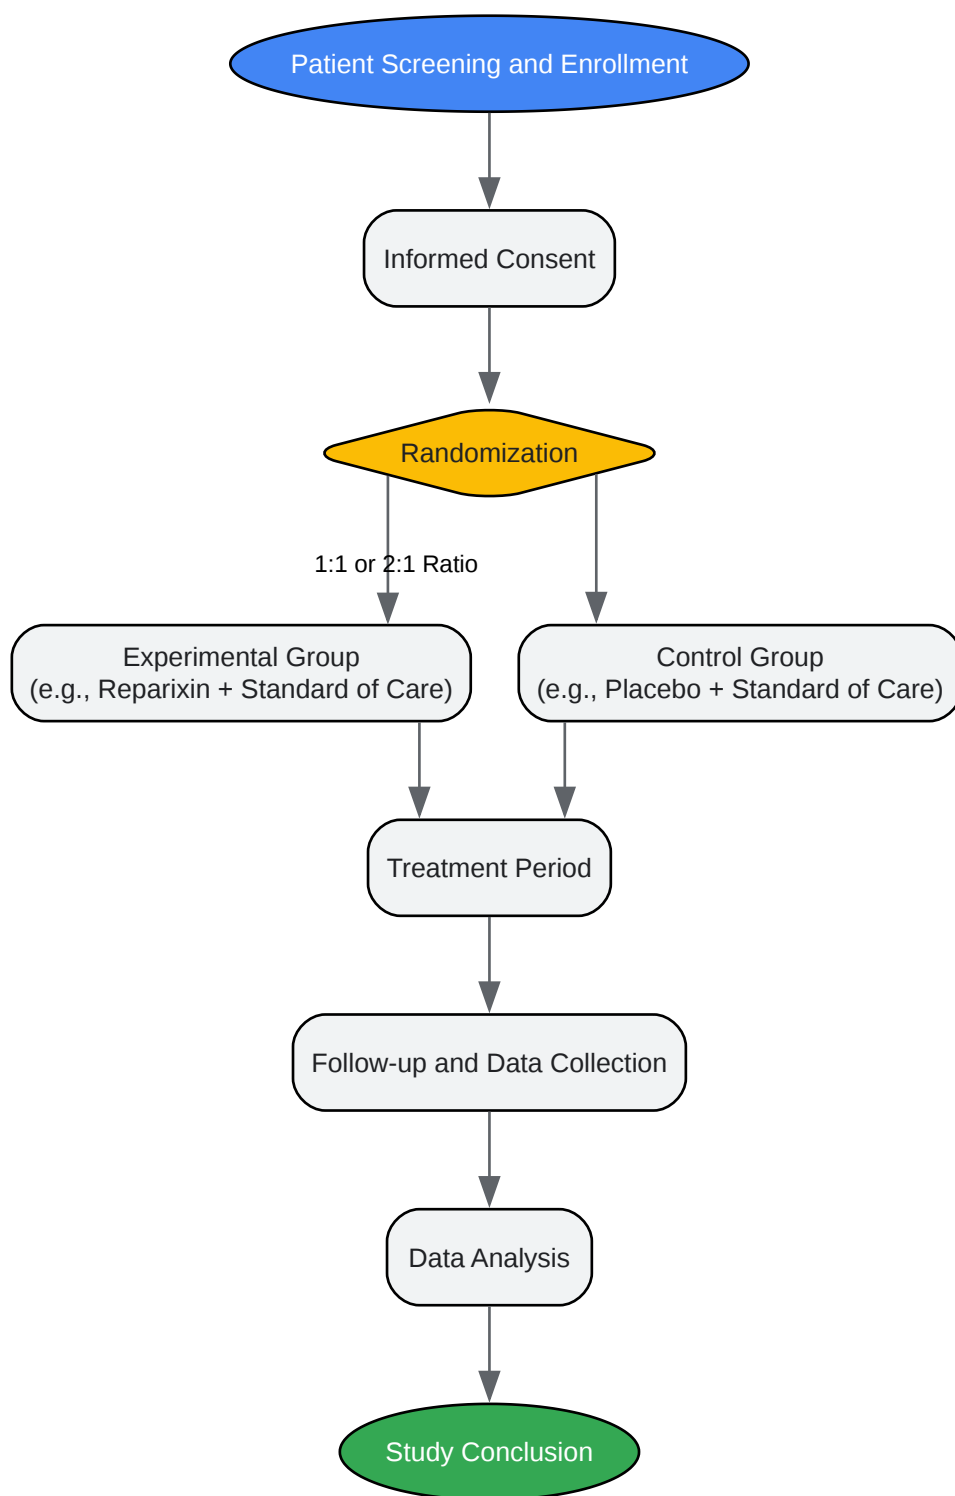 Patient Screening and Enrollment
Informed Consent
Randomization
1:1 or 2:1 Ratio
Experimental Group
(e.g., Reparixin + Standard of Care)
Control Group
(e.g., Placebo + Standard of Care)
Treatment Period
Follow-up and Data Collection
Data Analysis
Study Conclusion